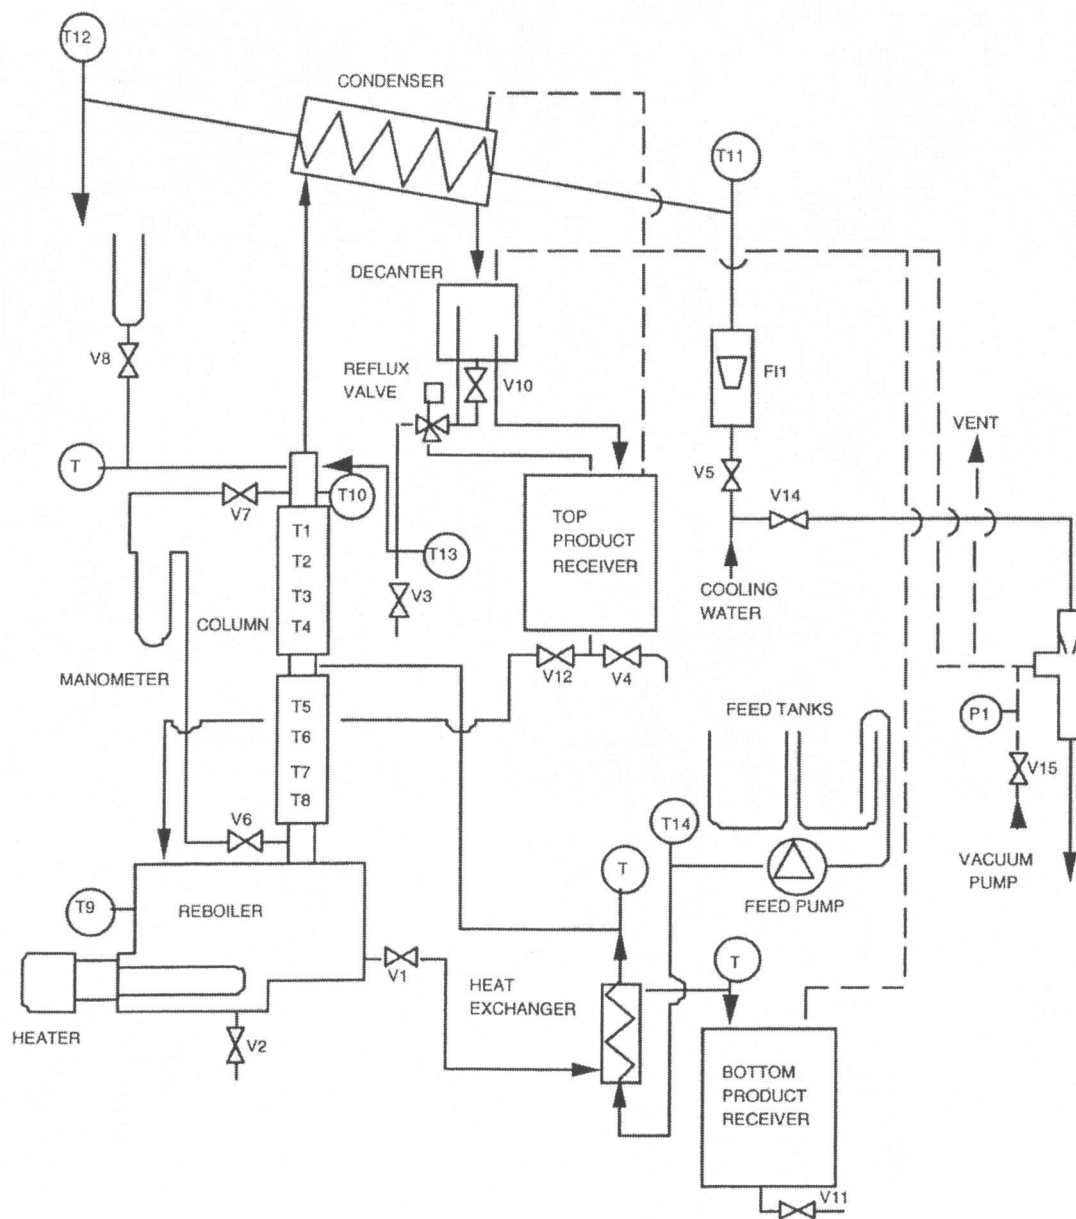 T12
CONDENSER
T11
DECANTER
V8
REFLUX
VALVE
V10
FI1
VENT
T
V7
T10
V5
V14
T1
T2
T3
T4
TOP
PRODUCT
RECEIVER
T13
V3
COOLING
WATER
COLUMN
MANOMETER
V12
V4
T5
T6
T7
T8
FEED TANKS
P1
V15
V6
T14
VACUUM
PUMP
T
FEED PUMP
T9
REBOILER
V1
HEAT
EXCHANGER
T
HEATER
V2
BOTTOM
PRODUCT
RECEIVER
V11